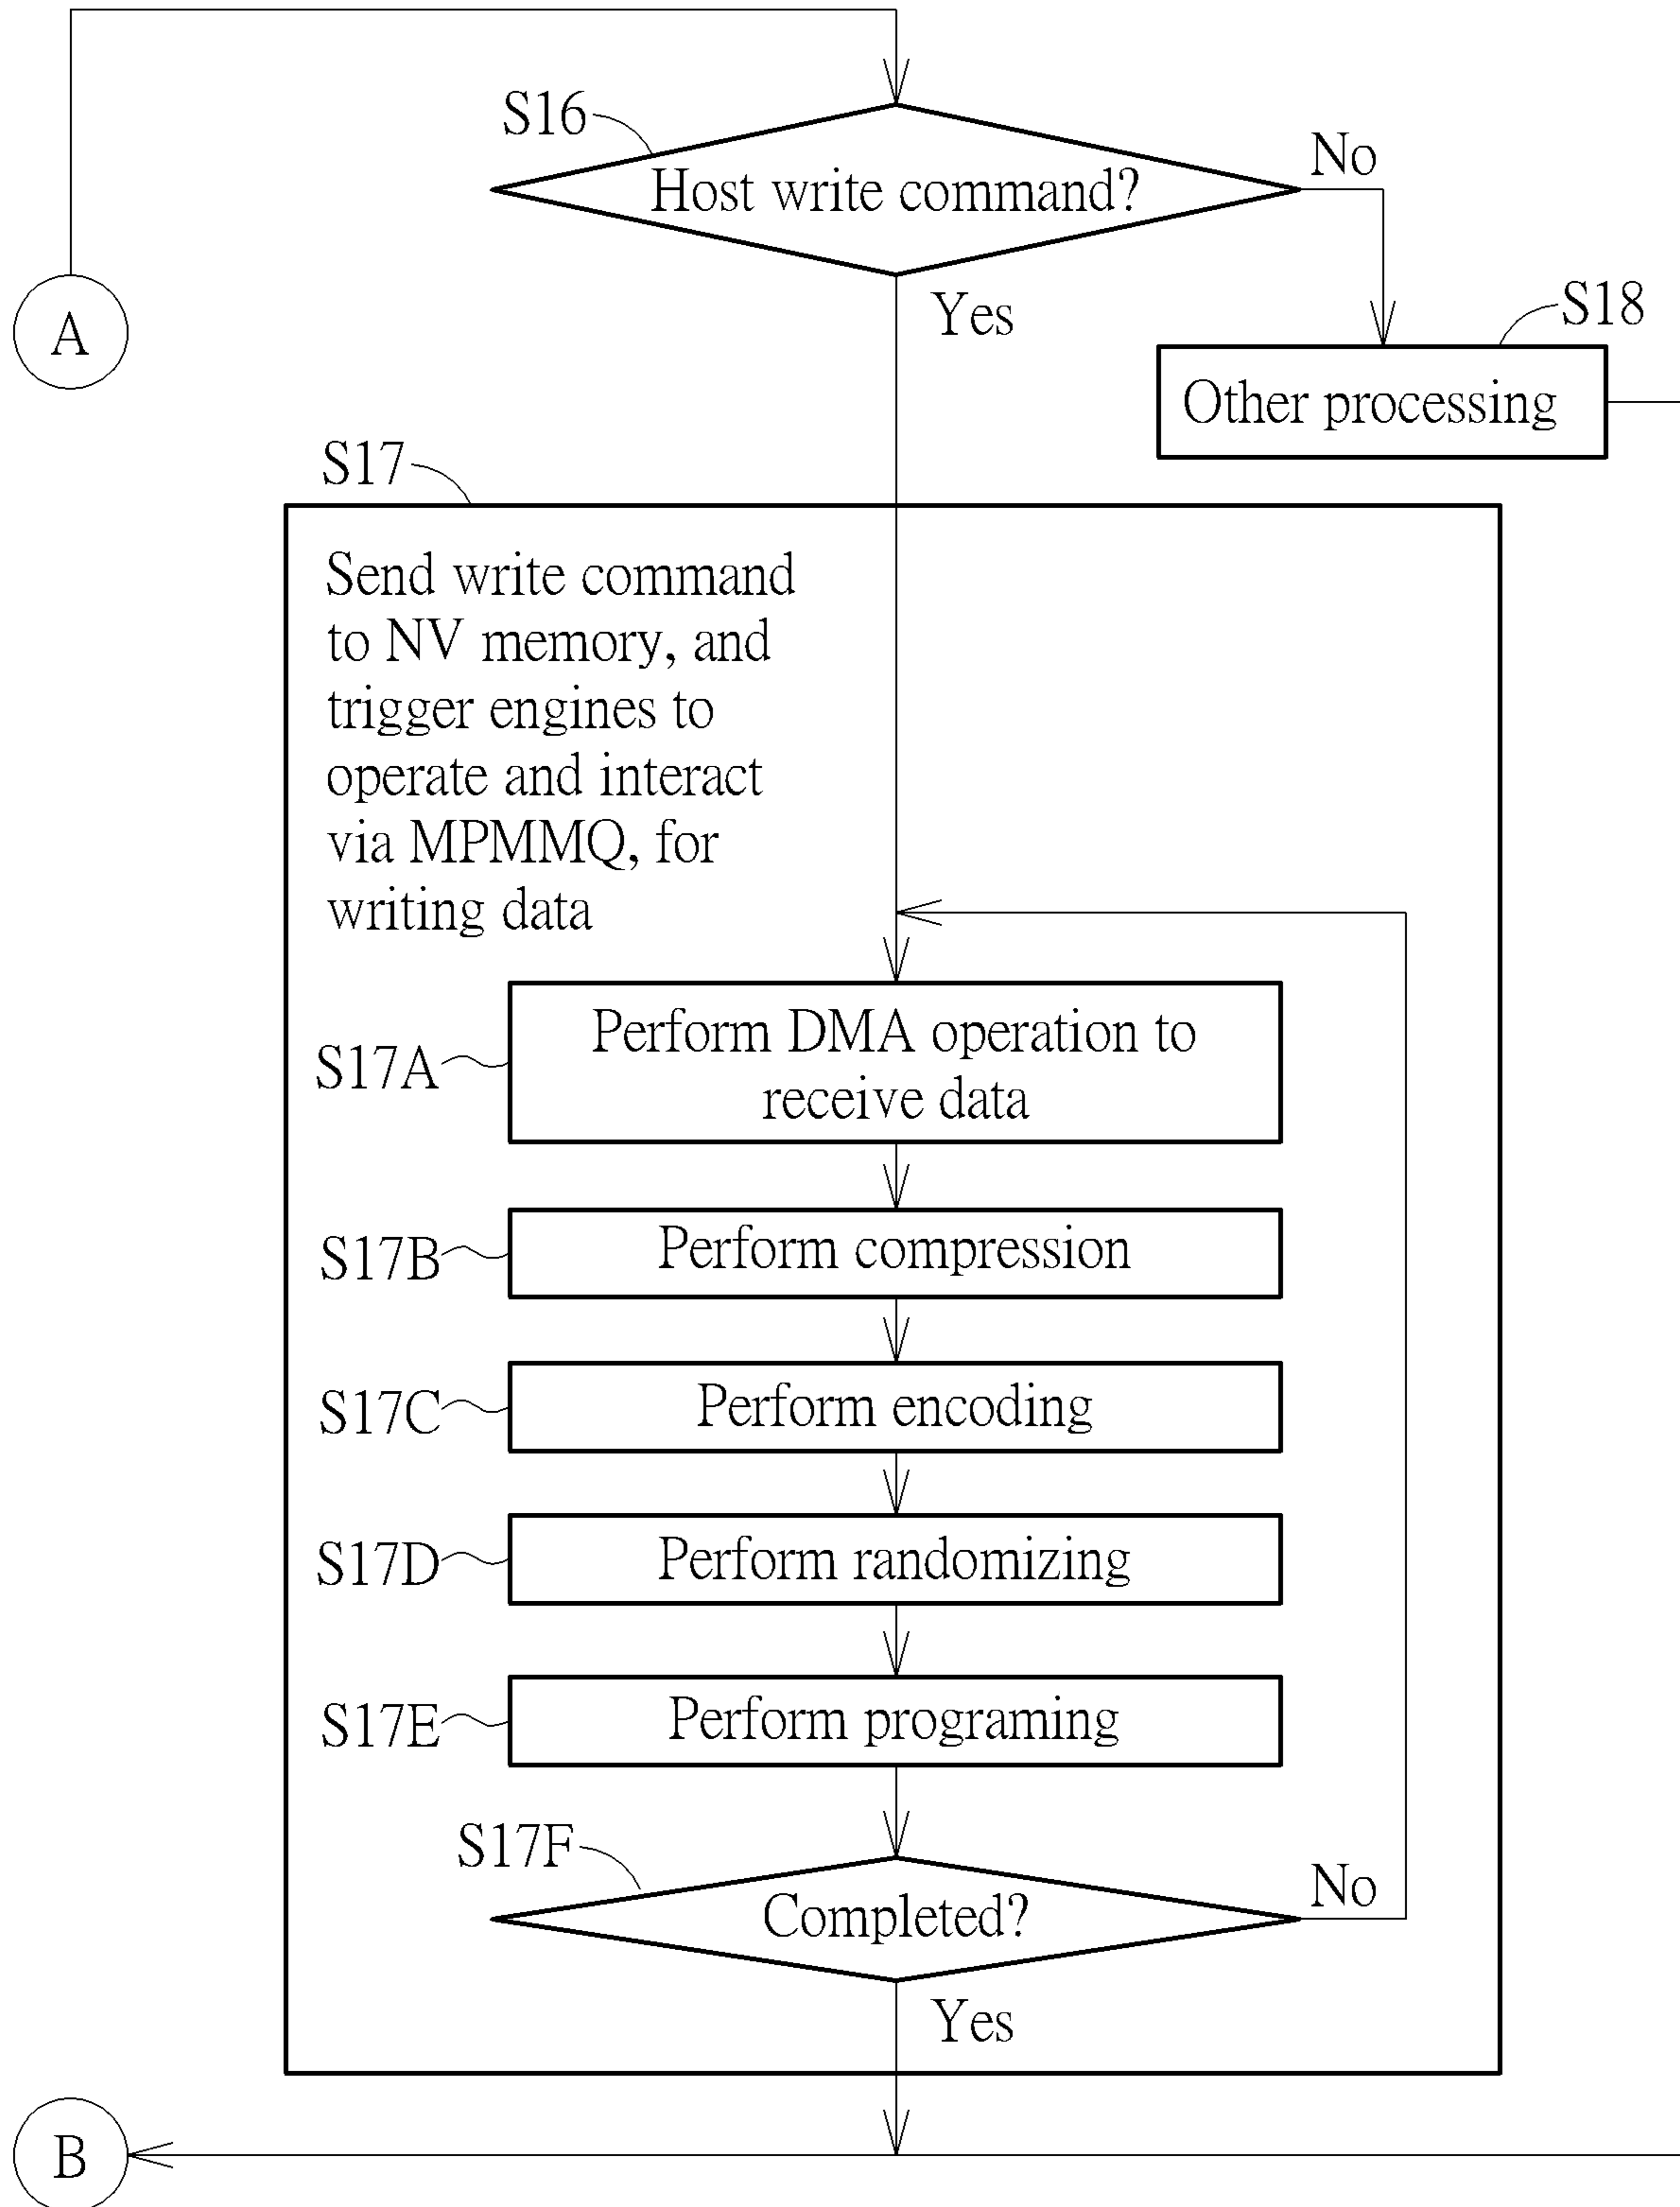 S16
Host write command?
No
A
Yes
S18
Other processing
S17
Send write command
to NV memory, and
trigger engines to
operate and interact
via MPMMQ, for
writing data
Perform DMA operation to
receive data
S17A
Perform compression
S17B
Perform encoding
S17C
Perform randomizing
S17D
Perform programing
S17E
S17F
Completed?
No
Yes
B